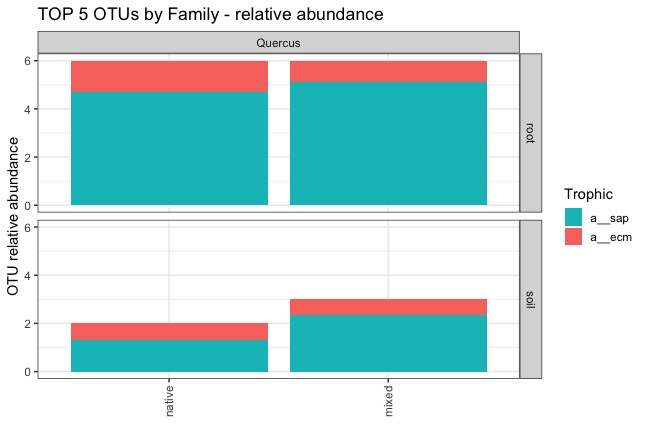 TOP 5 OTUs by Family - relative abundance
Quercus
OTU relative abundance
6
4
2
0
root
6
4
2
0
soil
native
mixed
Trophic
a__sap
a__ecm